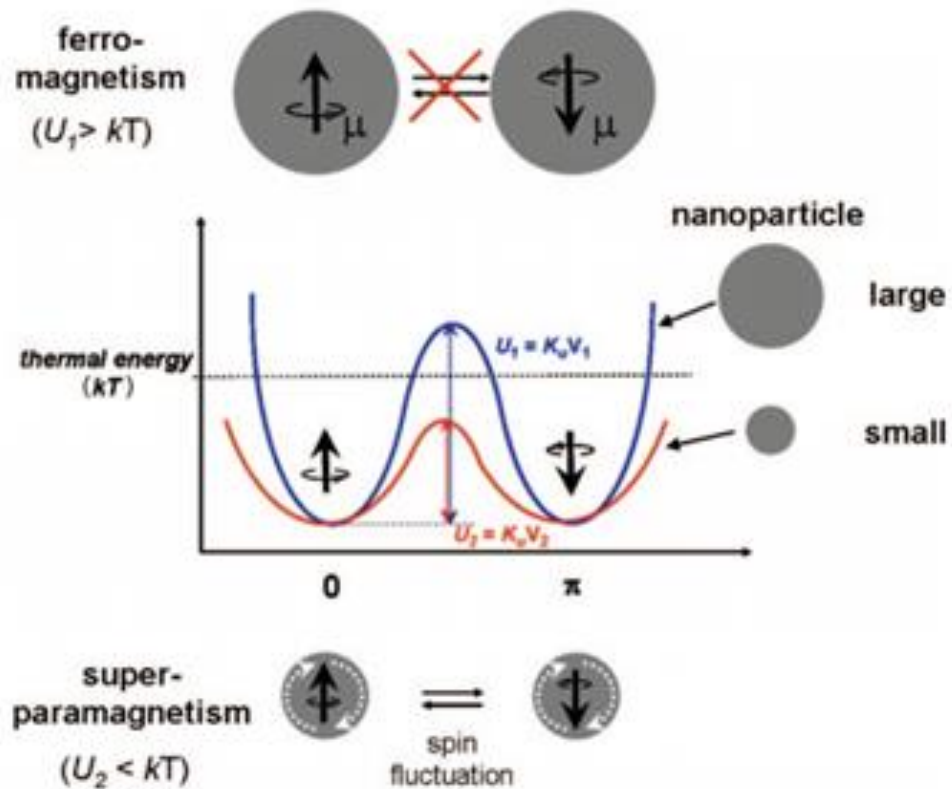 ferro-
magnetism
(U₁> kT)
μ
μ
nanoparticle
large
thermal energy
(kT)
U₁ = KᵤV₁
small
U₂ = KᵤV₂
0
π
super-
paramagnetism
(U₂ < kT)
spin
fluctuation